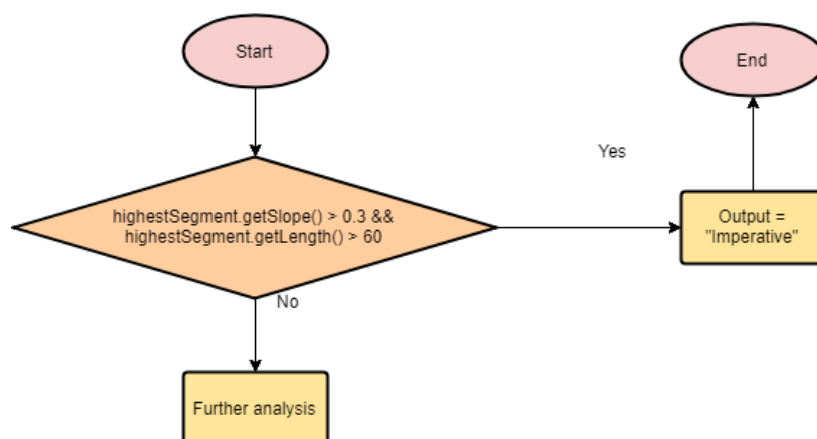 Start
End
Yes
highestSegment.getSlope() > 0.3 &&
highestSegment.getLength() > 60
Output =
"Imperative"
No
Further analysis